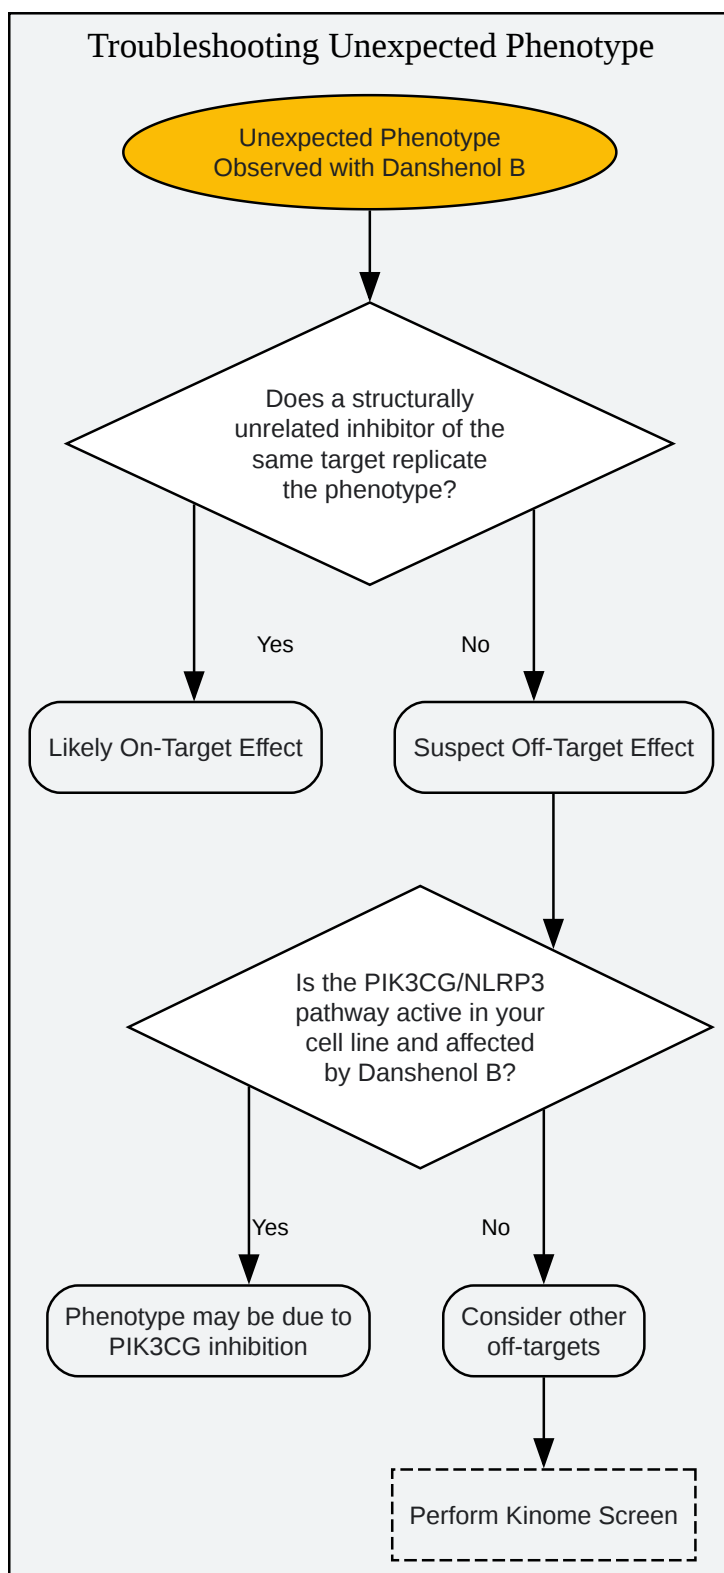 Troubleshooting Unexpected Phenotype
Unexpected Phenotype
Observed with Danshenol B
Does a structurally
unrelated inhibitor of the
same target replicate
the phenotype?
Yes
No
Likely On-Target Effect
Suspect Off-Target Effect
Is the PIK3CG/NLRP3
pathway active in your
cell line and affected
by Danshenol B?
Yes
No
Phenotype may be due to
PIK3CG inhibition
Consider other
off-targets
Perform Kinome Screen